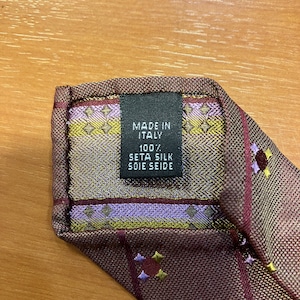 MADE IN
ITALY
100%
SETA SILK
SOIE SEIDE